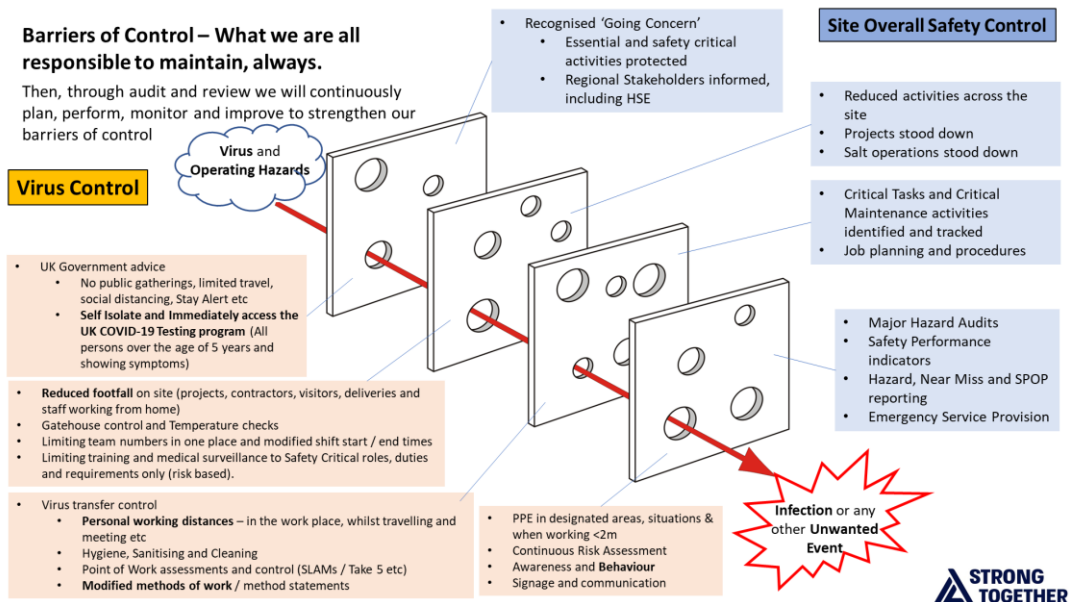 Barriers of Control – What we are all
responsible to maintain, always.
Then, through audit and review we will continuously
plan, perform, monitor and improve to strengthen our
barriers of control
Virus and
Operating Hazards
Virus Control
• Recognised ‘Going Concern’
• Essential and safety critical
activities protected
• Regional Stakeholders informed,
including HSE
Site Overall Safety Control
• Reduced activities across the
site
• Projects stood down
• Salt operations stood down
• Critical Tasks and Critical
Maintenance activities
identified and tracked
• Job planning and procedures
• Major Hazard Audits
• Safety Performance
indicators
• Hazard, Near Miss and SPOP
reporting
• Emergency Service Provision
• UK Government advice
• No public gatherings, limited travel,
social distancing, Stay Alert etc
• Self Isolate and Immediately access the
UK COVID-19 Testing program (All
persons over the age of 5 years and
showing symptoms)
• Reduced footfall on site (projects, contractors, visitors, deliveries and
staff working from home)
• Gatehouse control and Temperature checks
• Limiting team numbers in one place and modified shift start / end times
• Limiting training and medical surveillance to Safety Critical roles, duties
and requirements only (risk based).
• Virus transfer control
• Personal working distances – in the work place, whilst travelling and
meeting etc
• Hygiene, Sanitising and Cleaning
• Point of Work assessments and control (SLAMs / Take 5 etc)
• Modified methods of work / method statements
• PPE in designated areas, situations &
when working <2m
• Continuous Risk Assessment
• Awareness and Behaviour
• Signage and communication
Infection or any
other Unwanted
Event
STRONG
TOGETHER